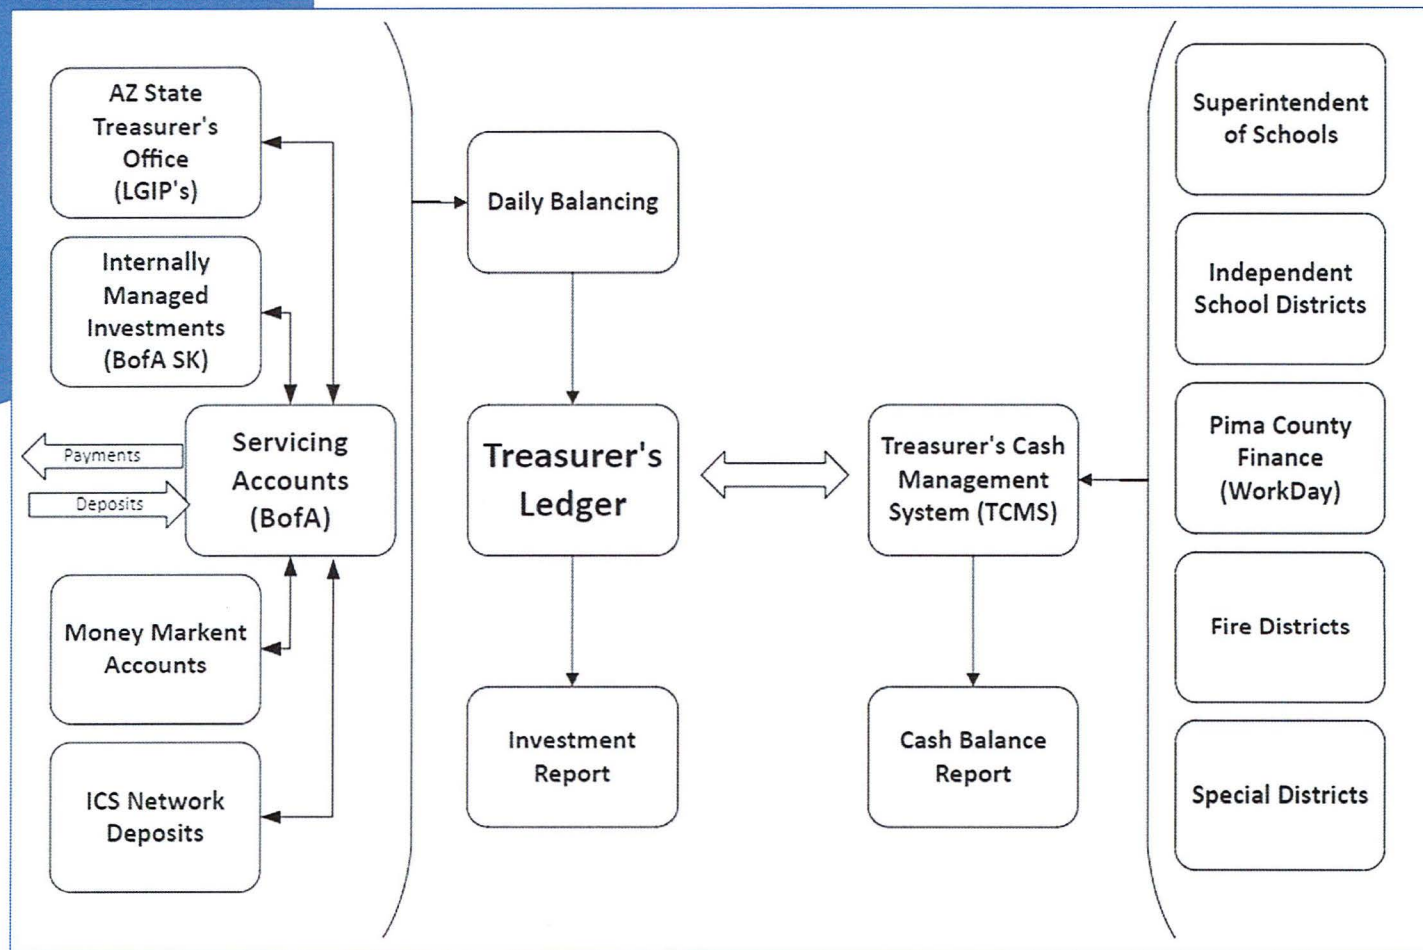 AZ State
Treasurer's
Office
(LGIP's)
Internally
Managed
Investments
(BofA SK)
Payments
Deposits
Servicing
Accounts
(BofA)
Money Markent
Accounts
ICS Network
Deposits
Daily Balancing
Treasurer's
Ledger
Investment
Report
Treasurer's Cash
Management
System (TCMS)
Cash Balance
Report
Superintendent
of Schools
Independent
School Districts
Pima County
Finance
(WorkDay)
Fire Districts
Special Districts